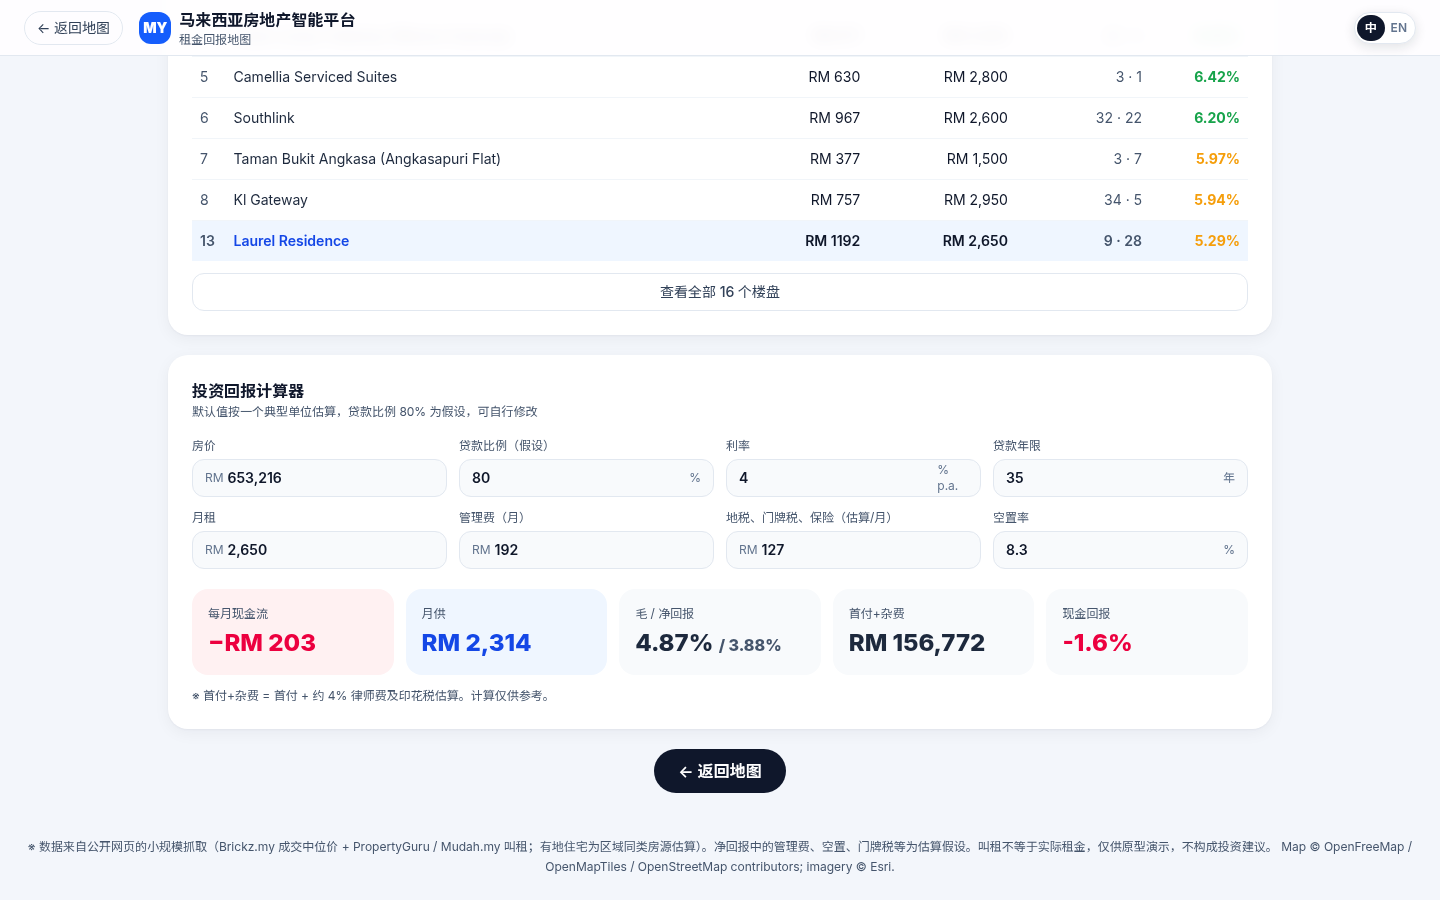 ← 返回地图
MY
马来西亚房地产智能平台
租金回报地图
中 EN
5 Camellia Serviced Suites RM 630 RM 2,800 3 · 1 6.42%
6 Southlink RM 967 RM 2,600 32 · 22 6.20%
7 Taman Bukit Angkasa (Angkasapuri Flat) RM 377 RM 1,500 3 · 7 5.97%
8 Kl Gateway RM 757 RM 2,950 34 · 5 5.94%
13 Laurel Residence RM 1192 RM 2,650 9 · 28 5.29%
查看全部 16 个楼盘
投资回报计算器
默认值按一个典型单位估算，贷款比例 80% 为假设，可自行修改
房价 贷款比例（假设） 利率 贷款年限
RM 653,216 80 % 4 % p.a. 35 年
月租 管理费（月） 地税、门牌税、保险（估算/月） 空置率
RM 2,650 RM 192 RM 127 8.3 %
每月现金流 月供 毛 / 净回报 首付+杂费 现金回报
−RM 203 RM 2,314 4.87% / 3.88% RM 156,772 -1.6%
※ 首付+杂费 = 首付 + 约 4% 律师费及印花税估算。计算仅供参考。
← 返回地图
※ 数据来自公开网页的小规模抓取（Brickz.my 成交中位价 + PropertyGuru / Mudah.my 叫租；有地住宅为区域同类房源估算）。净回报中的管理费、空置、门牌税等为估算假设。叫租不等于实际租金，仅供原型演示，不构成投资建议。 Map © OpenFreeMap /
OpenMapTiles / OpenStreetMap contributors; imagery © Esri.